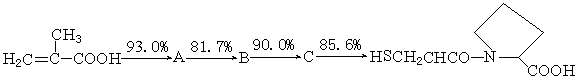 CH₃
H₂C=C-COOH 93.0% A 81.7% B 90.0% C 85.6% HSCH₂CHCO-N
COOH